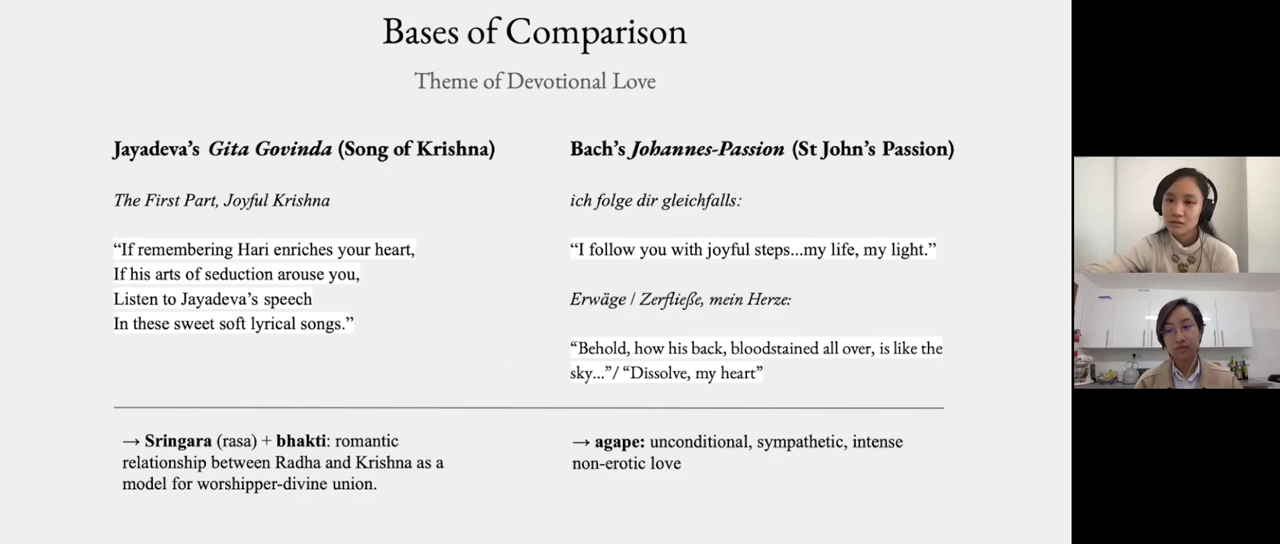 Bases of Comparison
Theme of Devotional Love
Jayadeva's Gita Govinda (Song of Krishna)
The First Part, Joyful Krishna
“If remembering Hari enriches your heart,
If his arts of seduction arouse you,
Listen to Jayadeva's speech
In these sweet soft lyrical songs.”
→ Sringara (rasa) + bhakti: romantic
relationship between Radha and Krishna as a
model for worshipper-divine union.
Bach's Johannes-Passion (St John's Passion)
ich folge dir gleichfalls:
“I follow you with joyful steps...my life, my light.”
Erwäge / Zerfließe, mein Herze:
“Behold, how his back, bloodstained all over, is like the
sky...”/ “Dissolve, my heart”
→ agape: unconditional, sympathetic, intense
non-erotic love